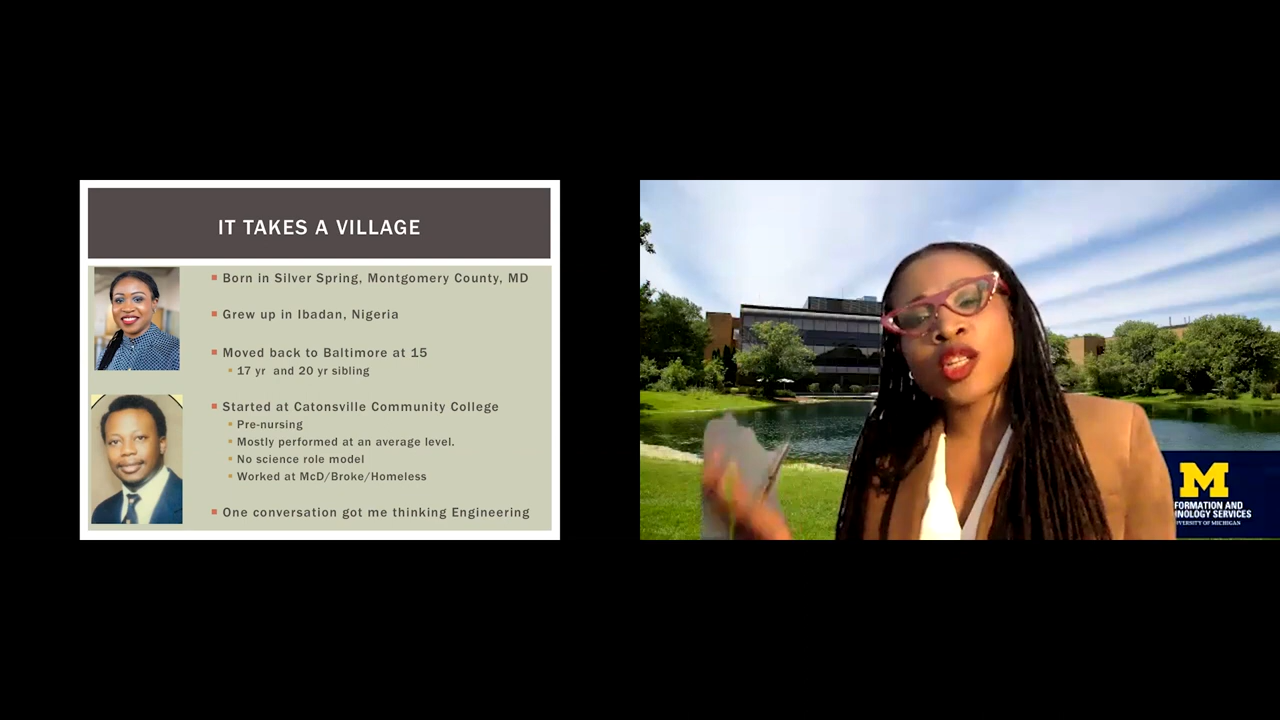 IT TAKES A VILLAGE
Born in Silver Spring, Montgomery County, MD
Grew up in Ibadan, Nigeria
Moved back to Baltimore at 15
17 yr and 20 yr sibling
Started at Catonsville Community College
Pre-nursing
Mostly performed at an average level.
No science role model
Worked at McD/Broke/Homeless
One conversation got me thinking Engineering
M
FORMATION AND
NOLOGY SERVICES
VERSITY OF MICHIGAN